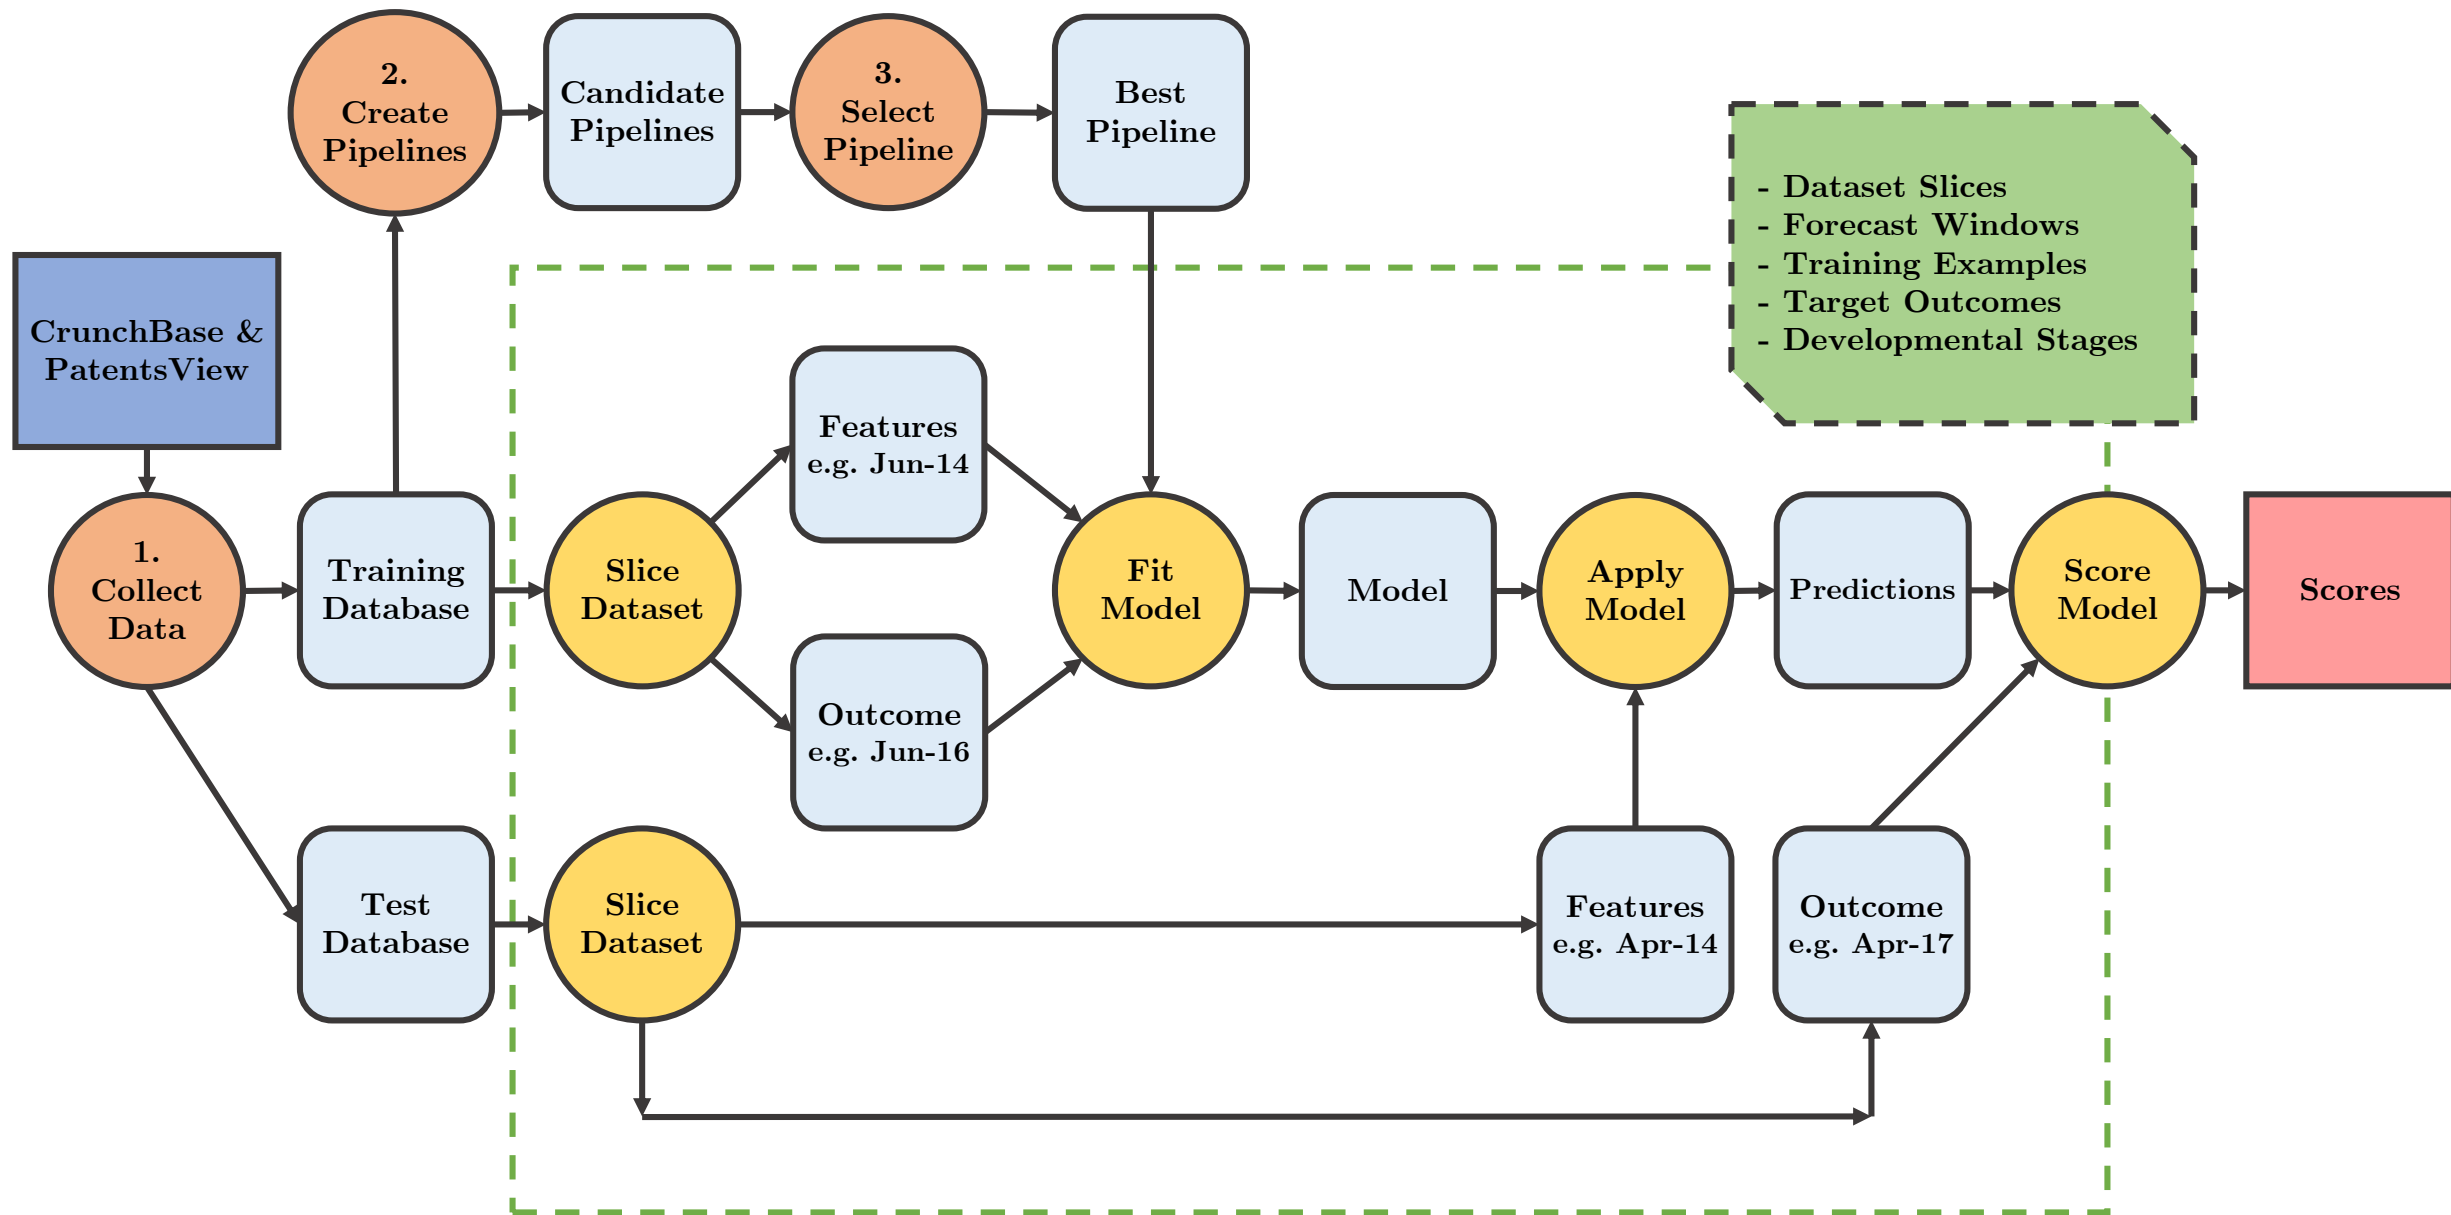 2.
Create
Pipelines
Candidate
Pipelines
3.
Select
Pipeline
Best
Pipeline
- Dataset Slices
- Forecast Windows
- Training Examples
- Target Outcomes
- Developmental Stages
CrunchBase &
PatentsView
Features
e.g. Jun-14
1.
Collect
Data
Training
Database
Slice
Dataset
Fit
Model
Model
Apply
Model
Predictions
Score
Model
Scores
Outcome
e.g. Jun-16
Test
Database
Slice
Dataset
Features
e.g. Apr-14
Outcome
e.g. Apr-17